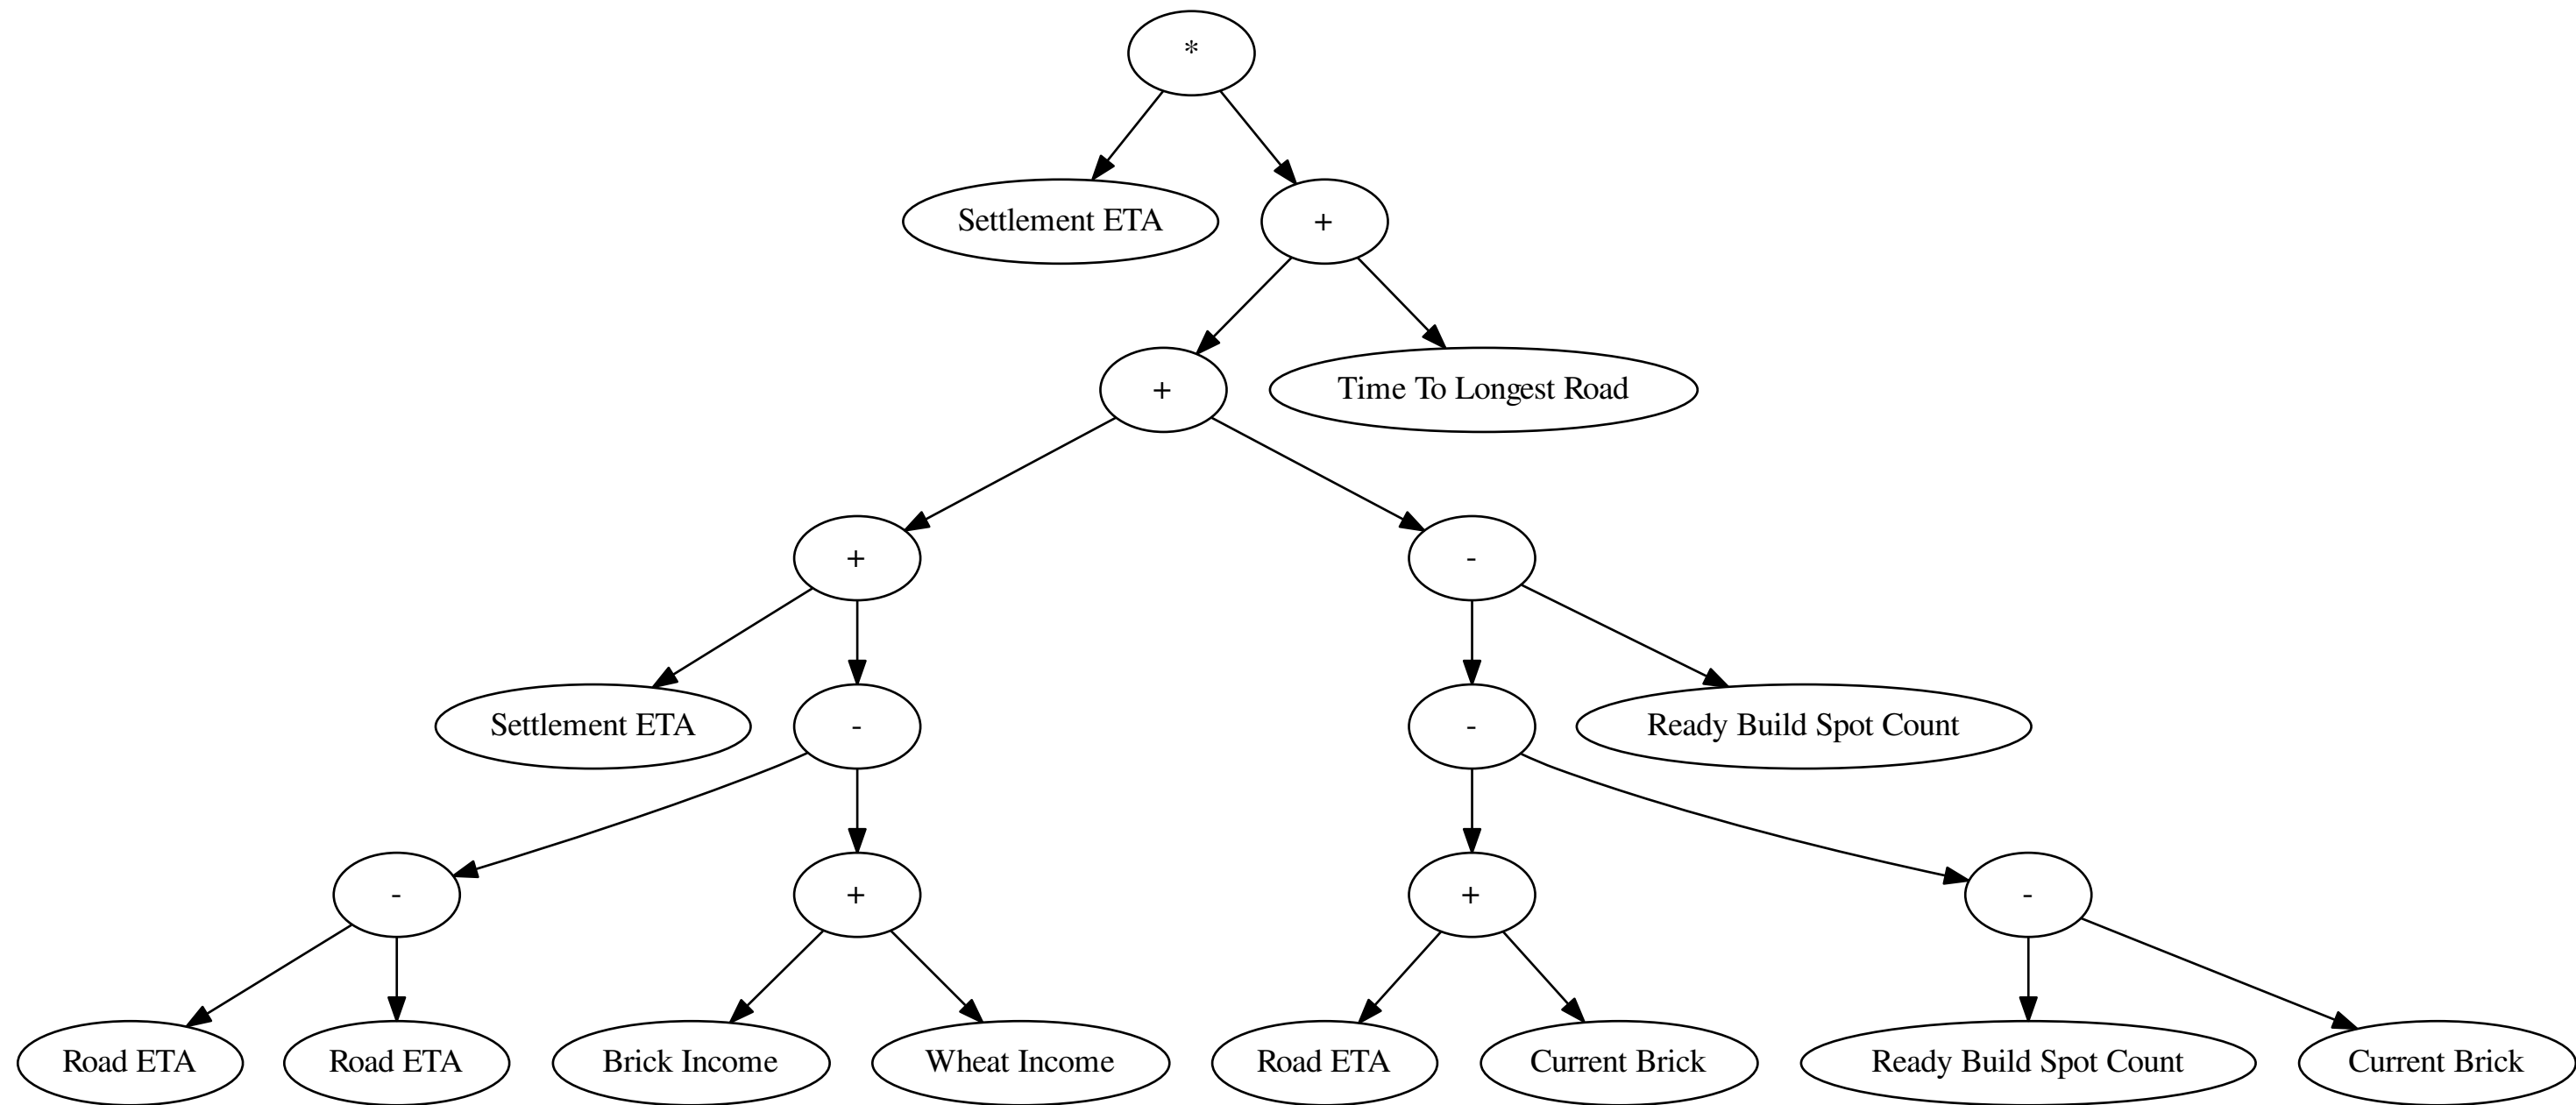 *
Settlement ETA
+
+
Time To Longest Road
+
-
Settlement ETA
-
-
Ready Build Spot Count
-
+
+
-
Road ETA
Road ETA
Brick Income
Wheat Income
Road ETA
Current Brick
Ready Build Spot Count
Current Brick